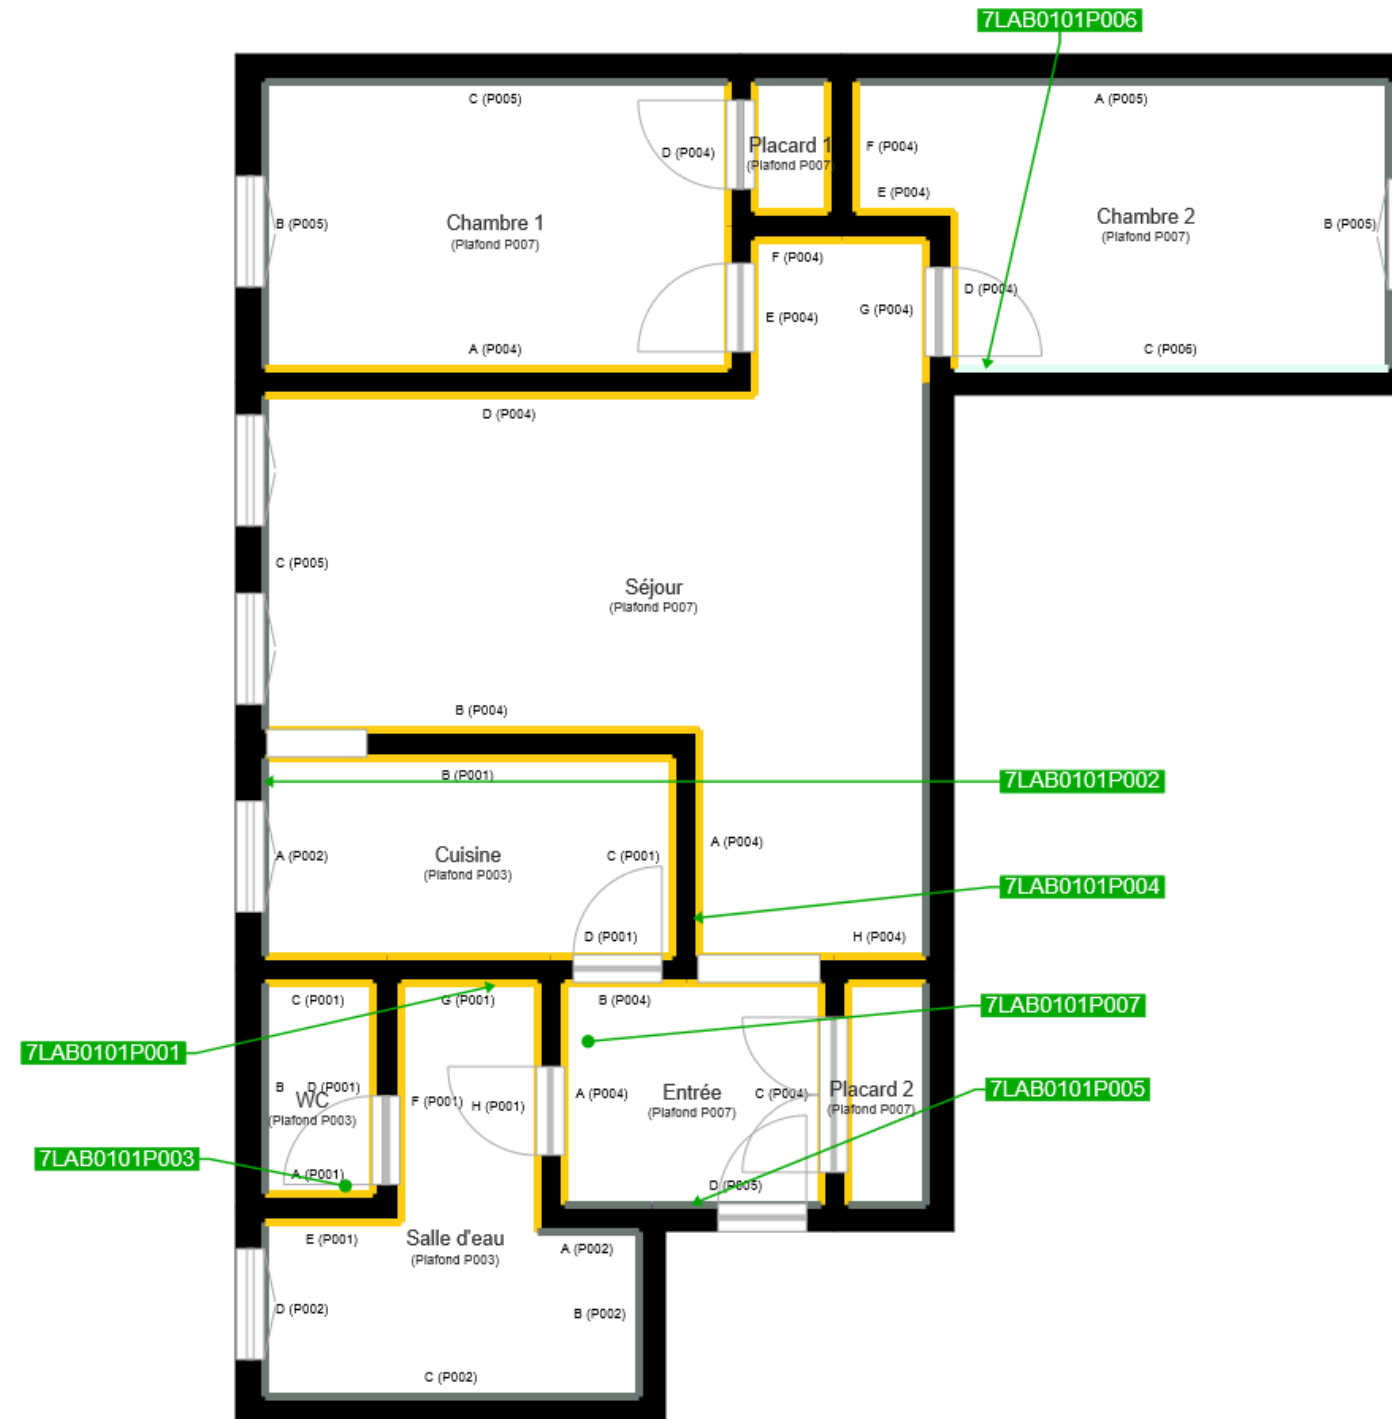 7LAB0101P006
C (P005)
A (P005)
D (P004)
Placard 1
(Plafond P007)
F (P004)
E (P004)
Chambre 1
(Plafond P007)
B (P005)
Chambre 2
(Plafond P007)
B (P005)
F (P004)
D (P004)
G (P004)
E (P004)
A (P004)
C (P006)
D (P004)
C (P005)
Séjour
(Plafond P007)
B (P004)
B (P001)
7LAB0101P002
A (P004)
A (P002)
Cuisine
(Plafond P003)
C (P001)
7LAB0101P004
D (P001)
H (P004)
C (P001)
G (P001)
B (P004)
7LAB0101P007
7LAB0101P001
B
D (P001)
WC
(Plafond P003)
F (P001)
H (P001)
A (P004)
Entrée
(Plafond P007)
C (P004)
Placard 2
(Plafond P007)
7LAB0101P005
7LAB0101P003
A (P001)
D (P005)
E (P001)
Salle d'eau
(Plafond P003)
A (P002)
D (P002)
B (P002)
C (P002)